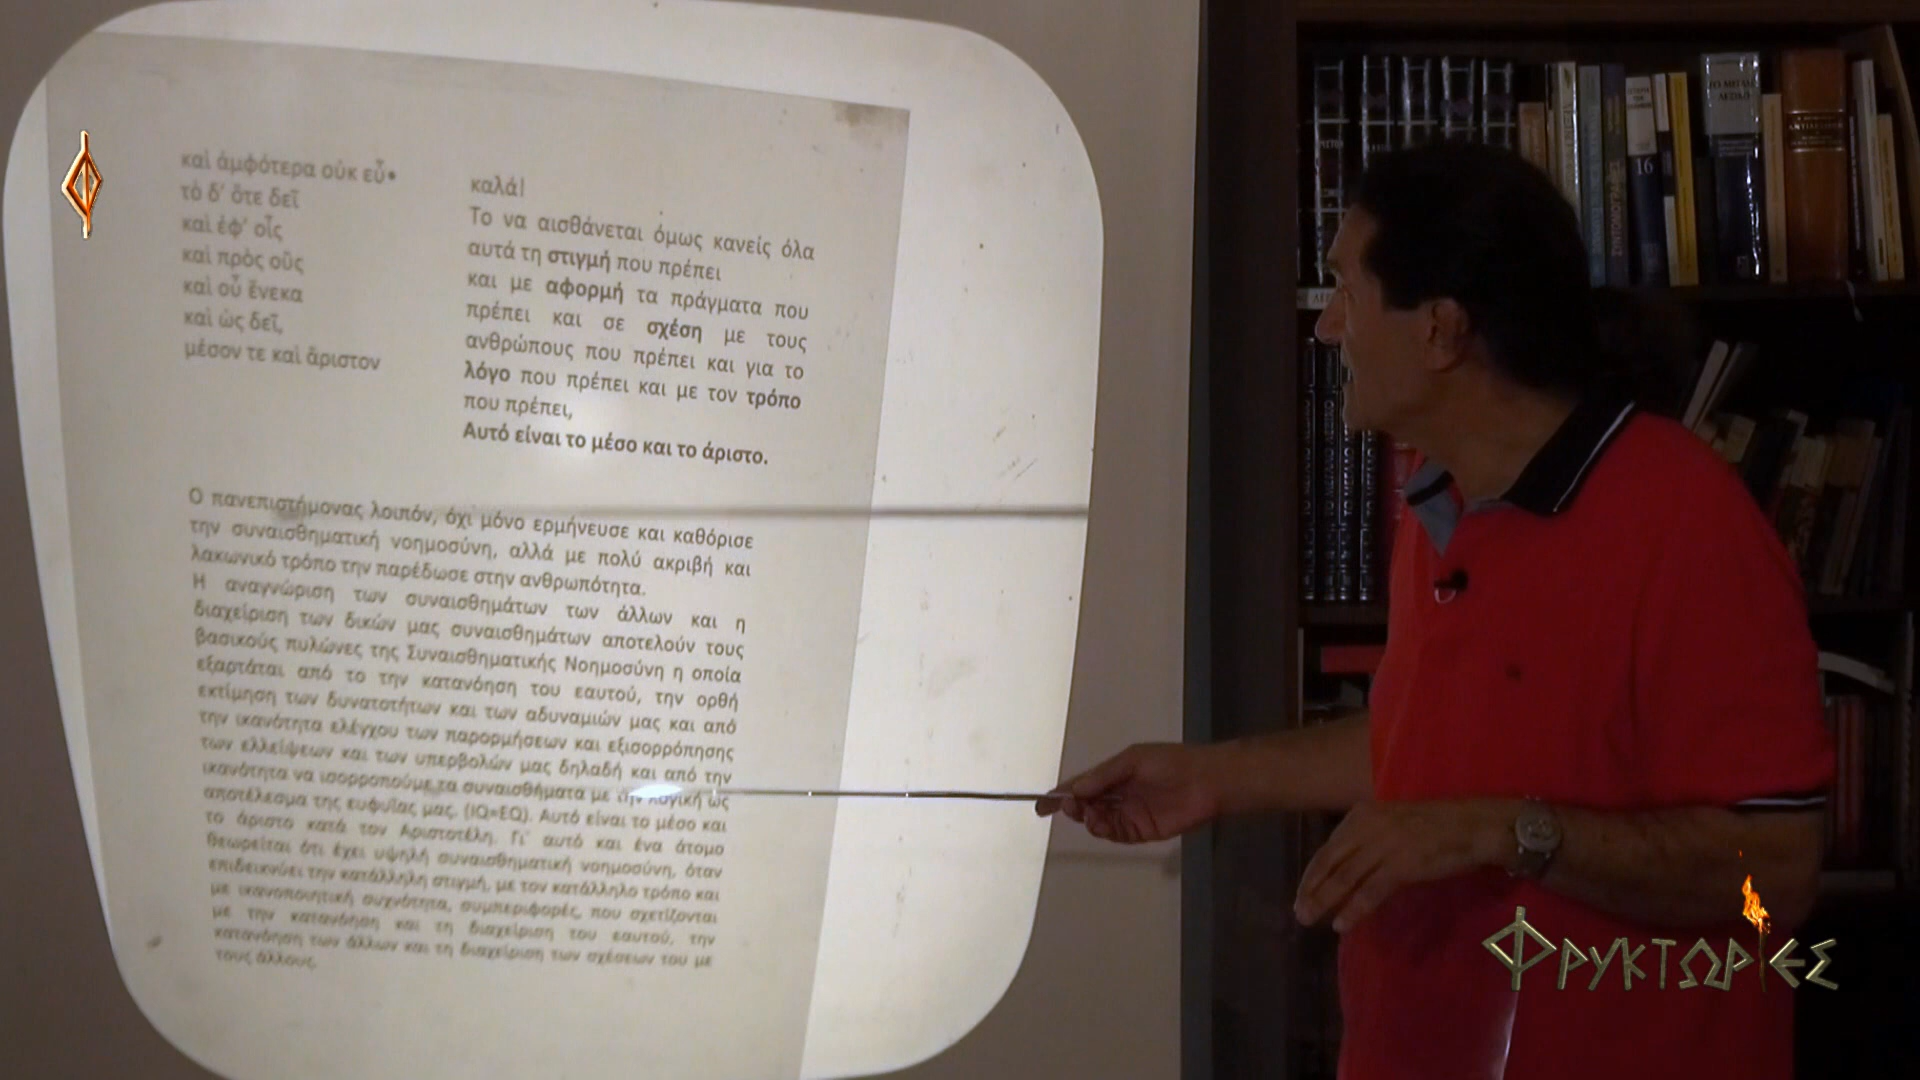 καὶ ἀμφότερα οὐκ εὖ•
τὸ δ’ ὅτε δεῖ
καὶ ἐφ’ οἷς
καὶ πρὸς οὓς
καὶ οὗ ἕνεκα
καὶ ὡς δεῖ,
μέσον τε καὶ ἄριστον
καλά!
Το να αισθάνεται όμως κανείς όλα
αυτά τη στιγμή που πρέπει
και με αφορμή τα πράγματα που
πρέπει και σε σχέση με τους
ανθρώπους που πρέπει και για το
λόγο που πρέπει και με τον τρόπο
που πρέπει,
Αυτό είναι το μέσο και το άριστο.
Ο πανεπιστήμονας λοιπόν, όχι μόνο ερμήνευσε και καθόρισε
την συναισθηματική νοημοσύνη, αλλά με πολύ ακριβή και
λακωνικό τρόπο την παρέδωσε στην ανθρωπότητα.
Η αναγνώριση των συναισθημάτων των άλλων και η
διαχείριση των δικών μας συναισθημάτων αποτελούν τους
βασικούς πυλώνες της Συναισθηματικής Νοημοσύνη η οποία
εξαρτάται από το την κατανόηση του εαυτού, την ορθή
εκτίμηση των δυνατοτήτων και των αδυναμιών μας και από
την ικανότητα ελέγχου των παρορμήσεων και εξισορρόπησης
των ελλείψεων και των υπερβολών μας δηλαδή και από την
ικανότητα να ισορροπούμε τα συναισθήματα με την λογική ως
αποτέλεσμα της ευφυΐας μας. (IQ=EQ). Αυτό είναι το μέσο και
το άριστο κατά τον Αριστοτέλη. Γι' αυτό και ένα άτομο
θεωρείται ότι έχει υψηλή συναισθηματική νοημοσύνη, όταν
επιδεικνύει την κατάλληλη στιγμή, με τον κατάλληλο τρόπο και
με ικανοποιητική συχνότητα, συμπεριφορές, που σχετίζονται
με την κατανόηση και τη διαχείριση του εαυτού, την
κατανόηση των άλλων και τη διαχείριση των σχέσεων του με
τους άλλους.
16
ΦΡΥΚΤΩΡΙΕΣ